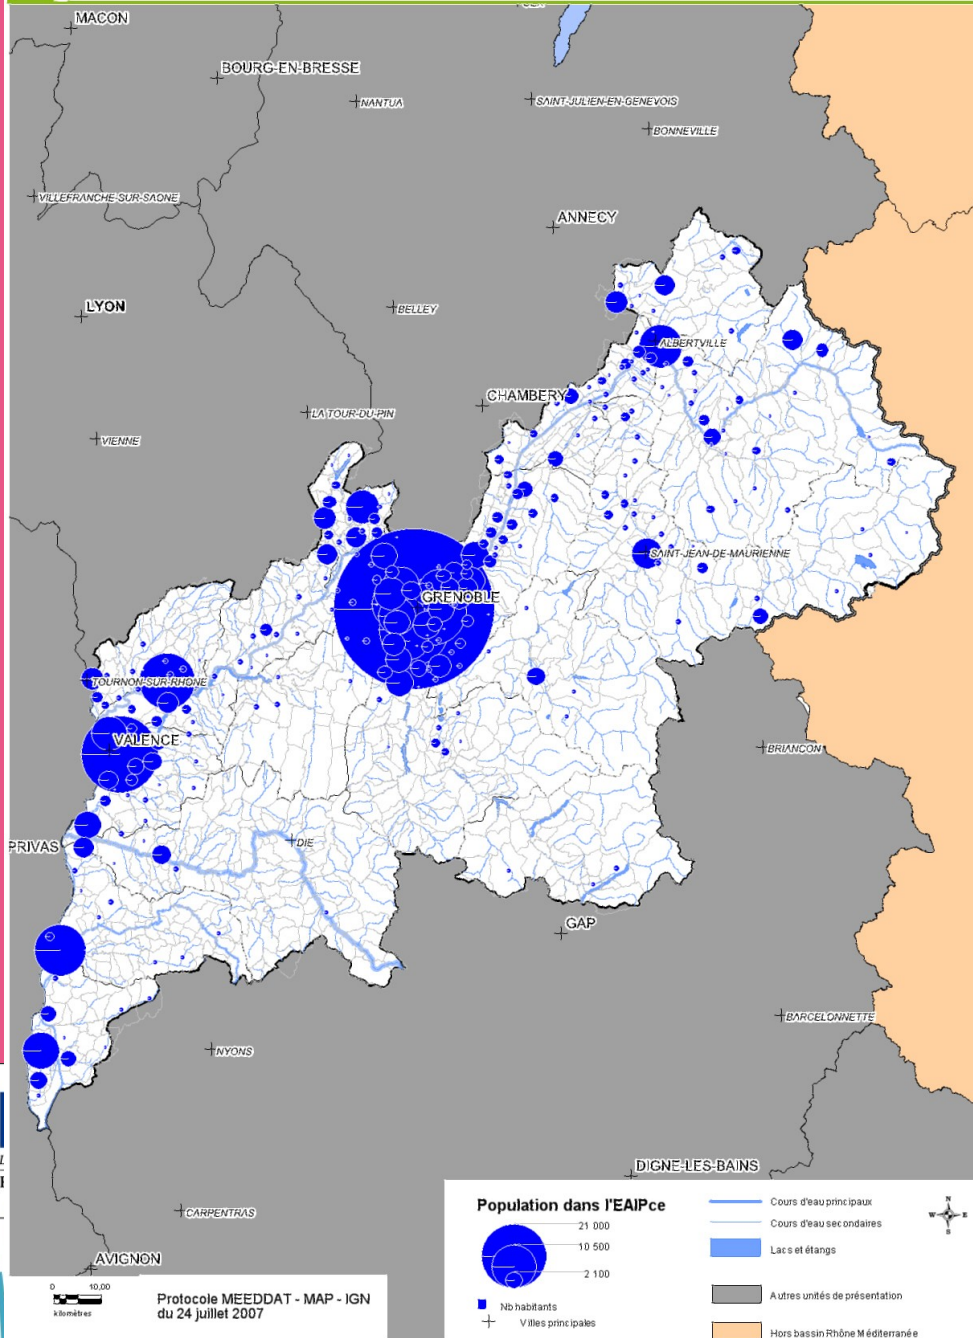 MACON
BOURG-EN-BRESSE
NANTUA
SAINT-JULIEN-EN-GENEVOIS
BONNEVILLE
VILLEFRANCHE-SUR-SAONE
ANNECY
LYON
BELLEY
ALBERTVILLE
CHAMBERY
LA TOUR-DU-PIN
VIENNE
SAINT-JEAN-DE-MAURIENNE
GRENOBLE
TOURNON-SUR-RHONE
VALENCE
BRIANCON
PRIVAS
DIE
GAP
BARCELONNETTE
NYONS
DIGNE-LES-BAINS
CARPENTRAS
AVIGNON
0 10,00
kilomètres
Protocole MEEDDAT - MAP - IGN
du 24 juillet 2007
Population dans l'EAIPce
21 000
10 500
2 100
Nb habitants
Villes principales
Cours d'eau principaux
Cours d'eau secondaires
Lacs et étangs
Autres unités de présentation
Hors bassin Rhône Méditerranée
N
W E
S